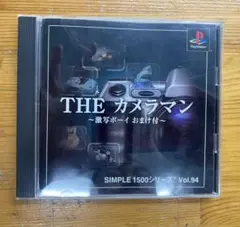 PlayStation
THE カメラマン
～激写ボーイ おまけ付～
SIMPLE 1500シリーズ Vol.94